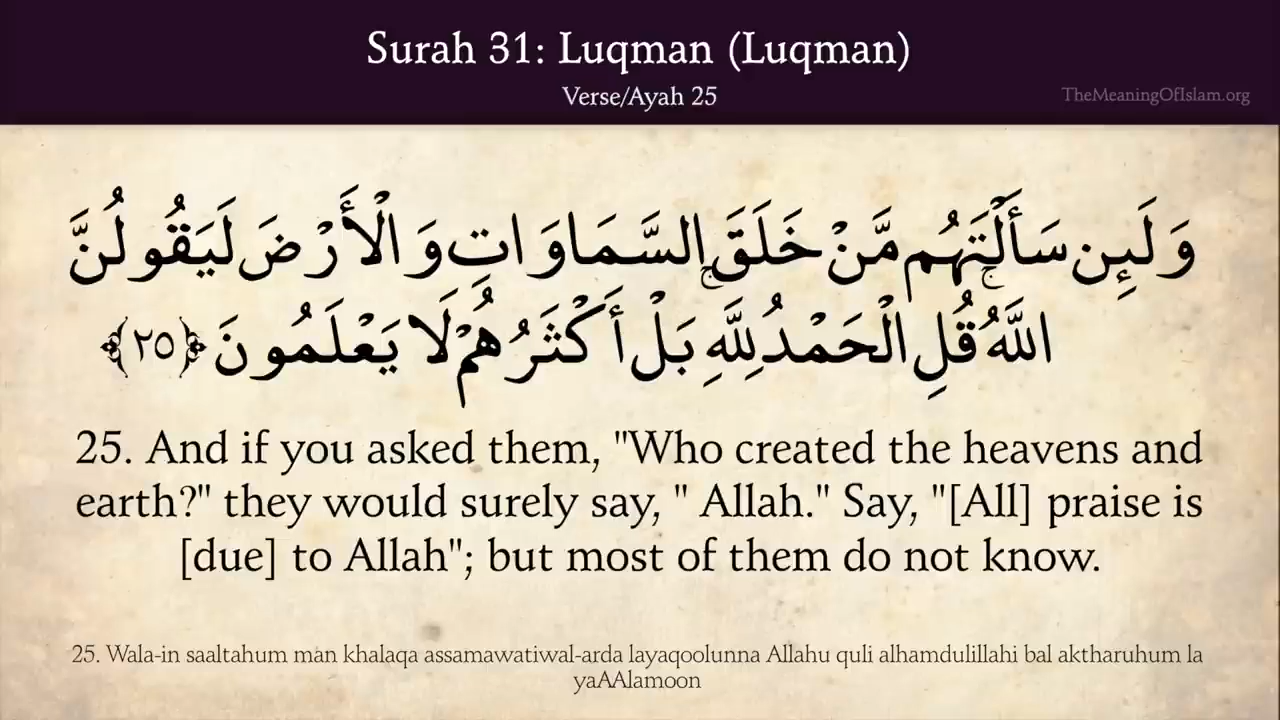 Surah 31: Luqman (Luqman)
Verse/Ayah 25
TheMeaningOfIslam.org
وَلَئِن سَأَلْتَهُم مَّنْ خَلَقَ السَّمَاوَاتِ وَالْأَرْضَ لَيَقُولُنَّ
اللَّهُ ۚ قُلِ الْحَمْدُ لِلَّهِ ۚ بَلْ أَكْثَرُهُمْ لَا يَعْلَمُونَ ﴿٢٥﴾
25. And if you asked them, "Who created the heavens and
earth?" they would surely say, " Allah." Say, "[All] praise is
[due] to Allah"; but most of them do not know.
25. Wala-in saaltahum man khalaqa assamawatiwal-arda layaqoolunna Allahu quli alhamdulillahi bal aktharuhum la
yaAAlamoon